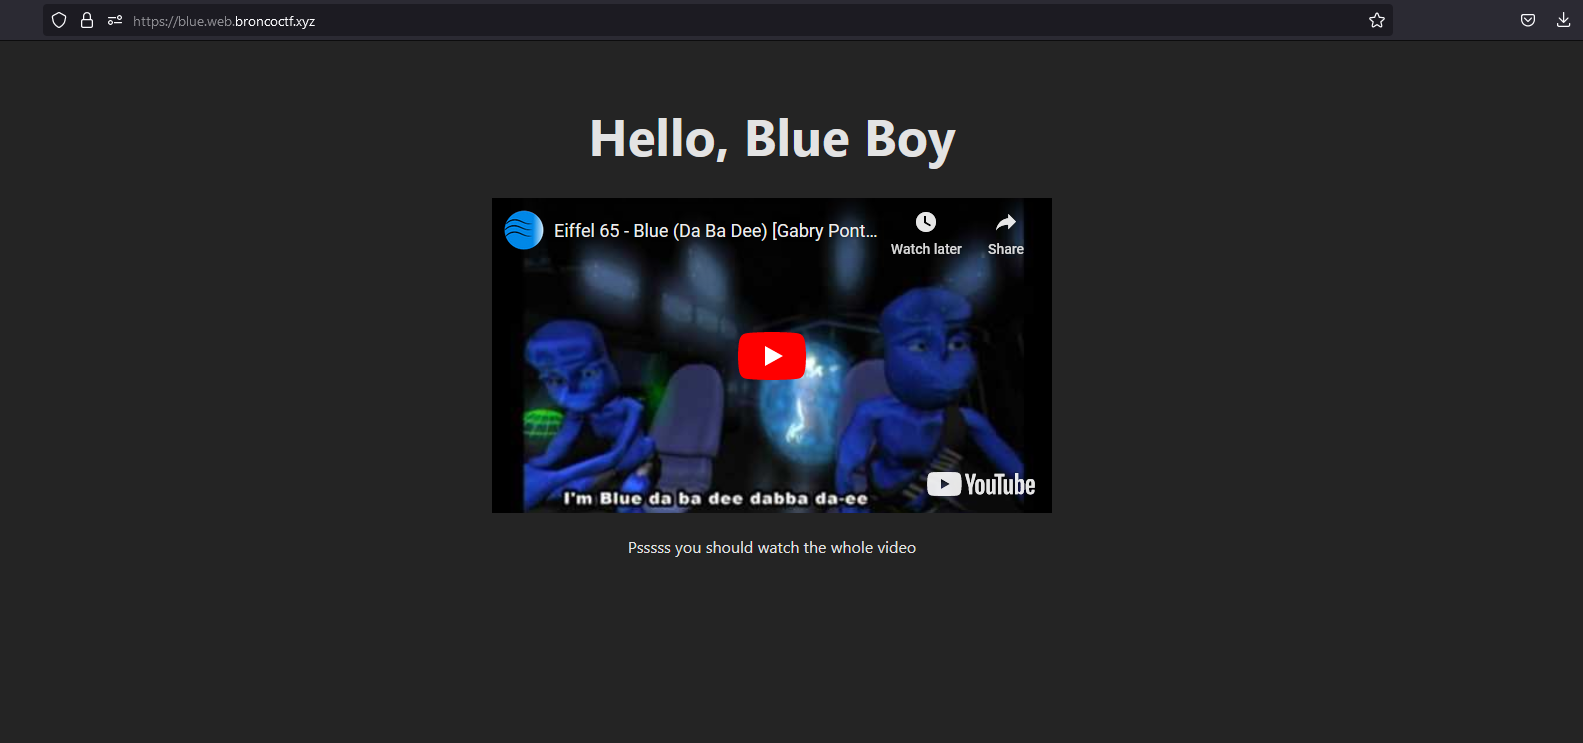 https://blue.web.broncoctf.xyz
Hello, Blue Boy
Eiffel 65 - Blue (Da Ba Dee) [Gabry Pont...
Watch later
Share
I'm Blue da ba dee dabba da-ee
YouTube
Psssss you should watch the whole video